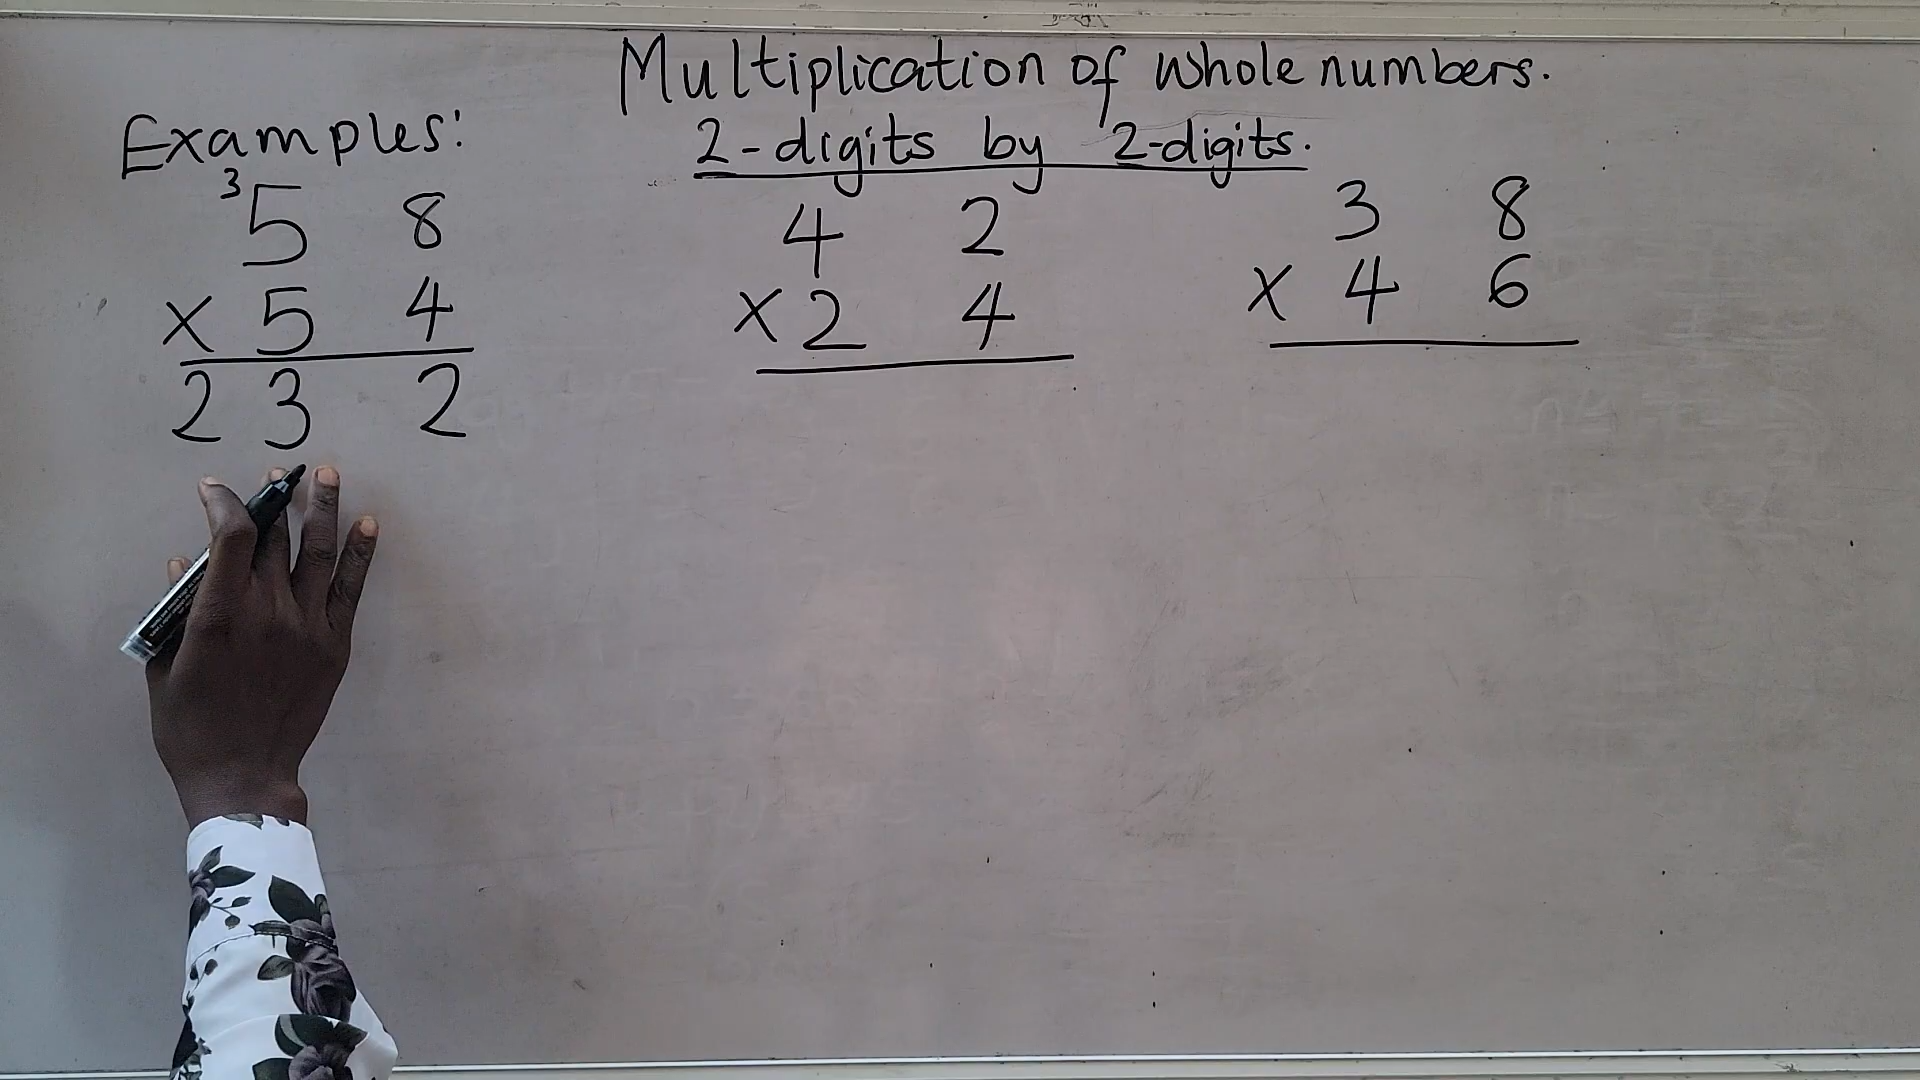 Multiplication of whole numbers.
2-digits by 2-digits.
Examples:
3
5 8
x 5 4
2 3 2
4 2
x 2 4
3 8
x 4 6